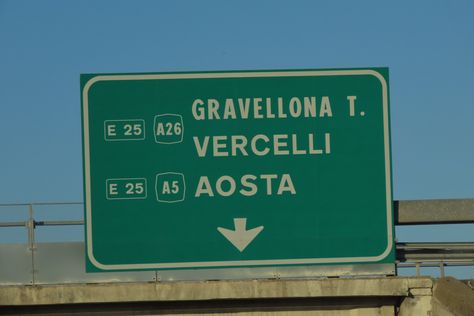 GRAVELLONA T.
E 25 A26
VERCELLI
E 25 A5 AOSTA